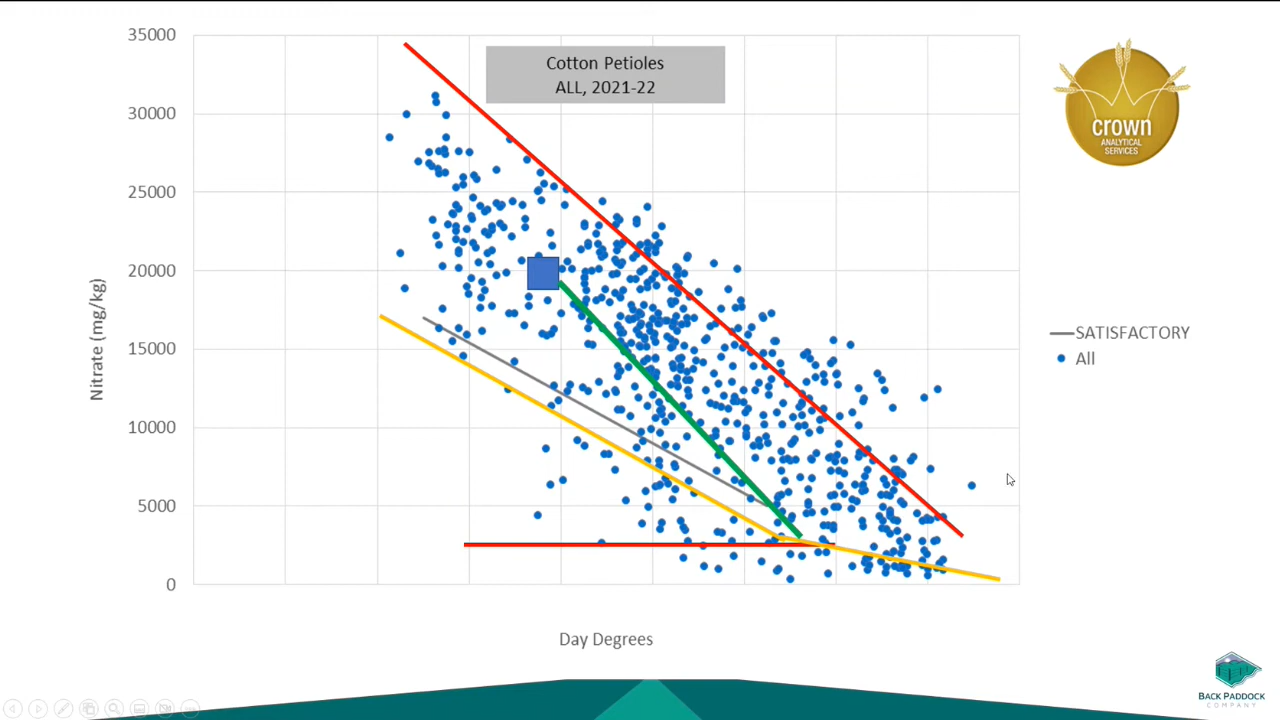 Cotton Petioles
ALL, 2021-22
35000
30000
25000
20000
15000
10000
5000
0
Nitrate (mg/kg)
Day Degrees
SATISFACTORY
All
crown
ANALYTICAL
SERVICES
BACK PADDOCK
COMPANY